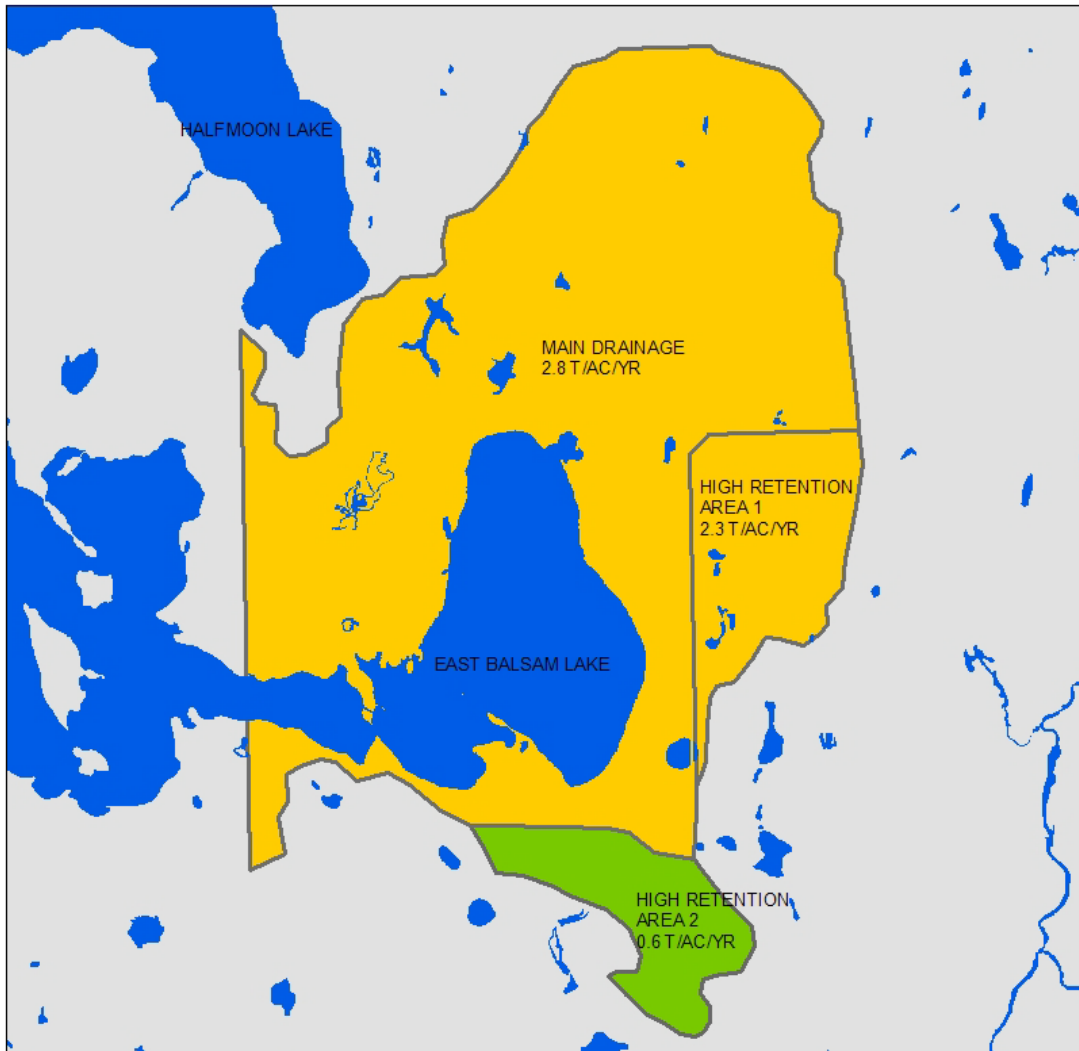 HALFMOON LAKE
MAIN DRAINAGE
2.8 T/AC/YR
HIGH RETENTION
AREA 1
2.3 T/AC/YR
EAST BALSAM LAKE
HIGH RETENTION
AREA 2
0.6 T/AC/YR